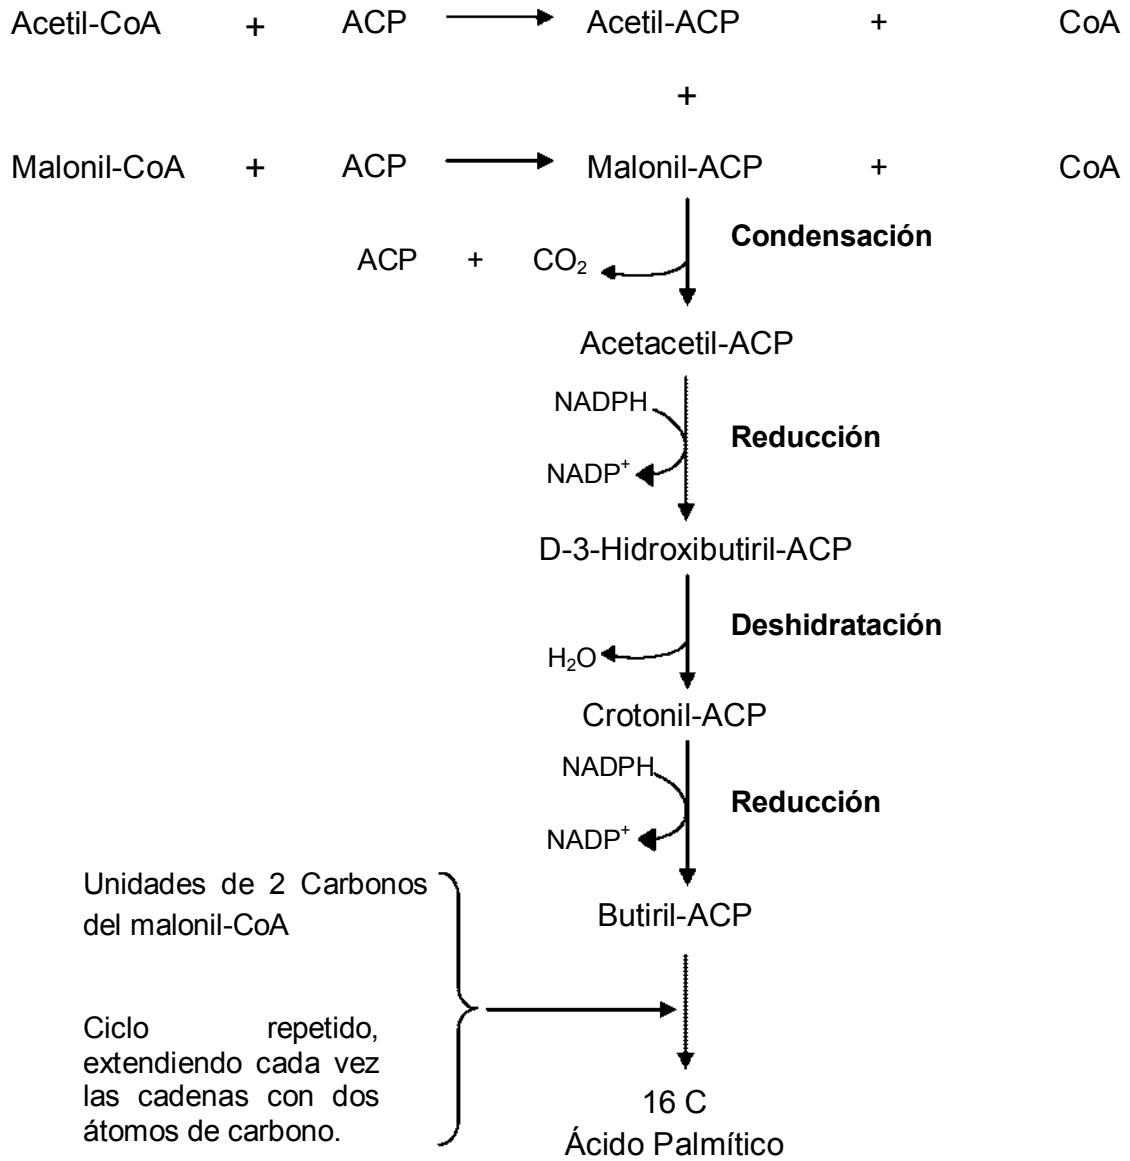 Acetil-CoA + ACP → Acetil-ACP + CoA
+
Malonil-CoA + ACP → Malonil-ACP + CoA
Condensación
ACP + CO₂
Acetacetil-ACP
NADPH
Reducción
NADP⁺
D-3-Hidroxibutiril-ACP
Deshidratación
H₂O
Crotonil-ACP
NADPH
Reducción
NADP⁺
Unidades de 2 Carbonos
del malonil-CoA
Butiril-ACP
Ciclo repetido,
extendiendo cada vez
las cadenas con dos
átomos de carbono.
16 C
Ácido Palmítico